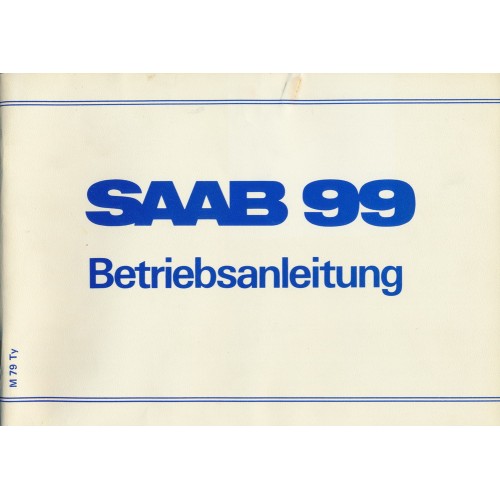 SAAB 99
Betriebsanleitung
M 79 Ty